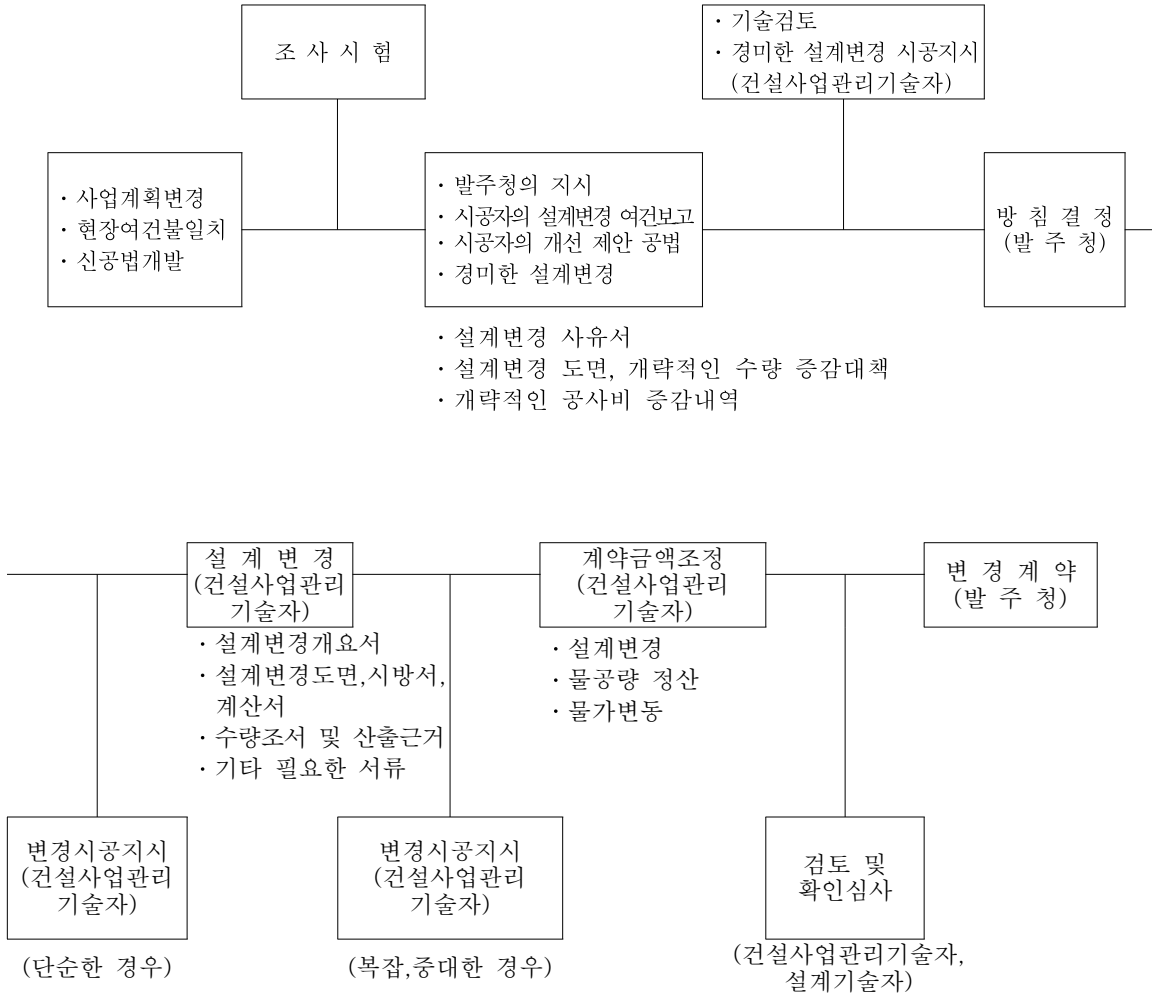 조 사 시 험
· 기술검토
· 경미한 설계변경 시공지시
(건설사업관리기술자)
· 사업계획변경
· 현장여건불일치
· 신공법개발
· 발주청의 지시
· 시공자의 설계변경 여건보고
· 시공자의 개선 제안 공법
· 경미한 설계변경
방 침 결 정
(발 주 청)
· 설계변경 사유서
· 설계변경 도면, 개략적인 수량 증감대책
· 개략적인 공사비 증감내역
설 계 변 경
(건설사업관리
기술자)
· 설계변경개요서
· 설계변경도면,시방서,
계산서
· 수량조서 및 산출근거
· 기타 필요한 서류
계약금액조정
(건설사업관리
기술자)
· 설계변경
· 물공량 정산
· 물가변동
변 경 계 약
(발 주 청)
변경시공지시
(건설사업관리
기술자)
(단순한 경우)
변경시공지시
(건설사업관리
기술자)
(복잡,중대한 경우)
검토 및
확인심사
(건설사업관리기술자,
설계기술자)